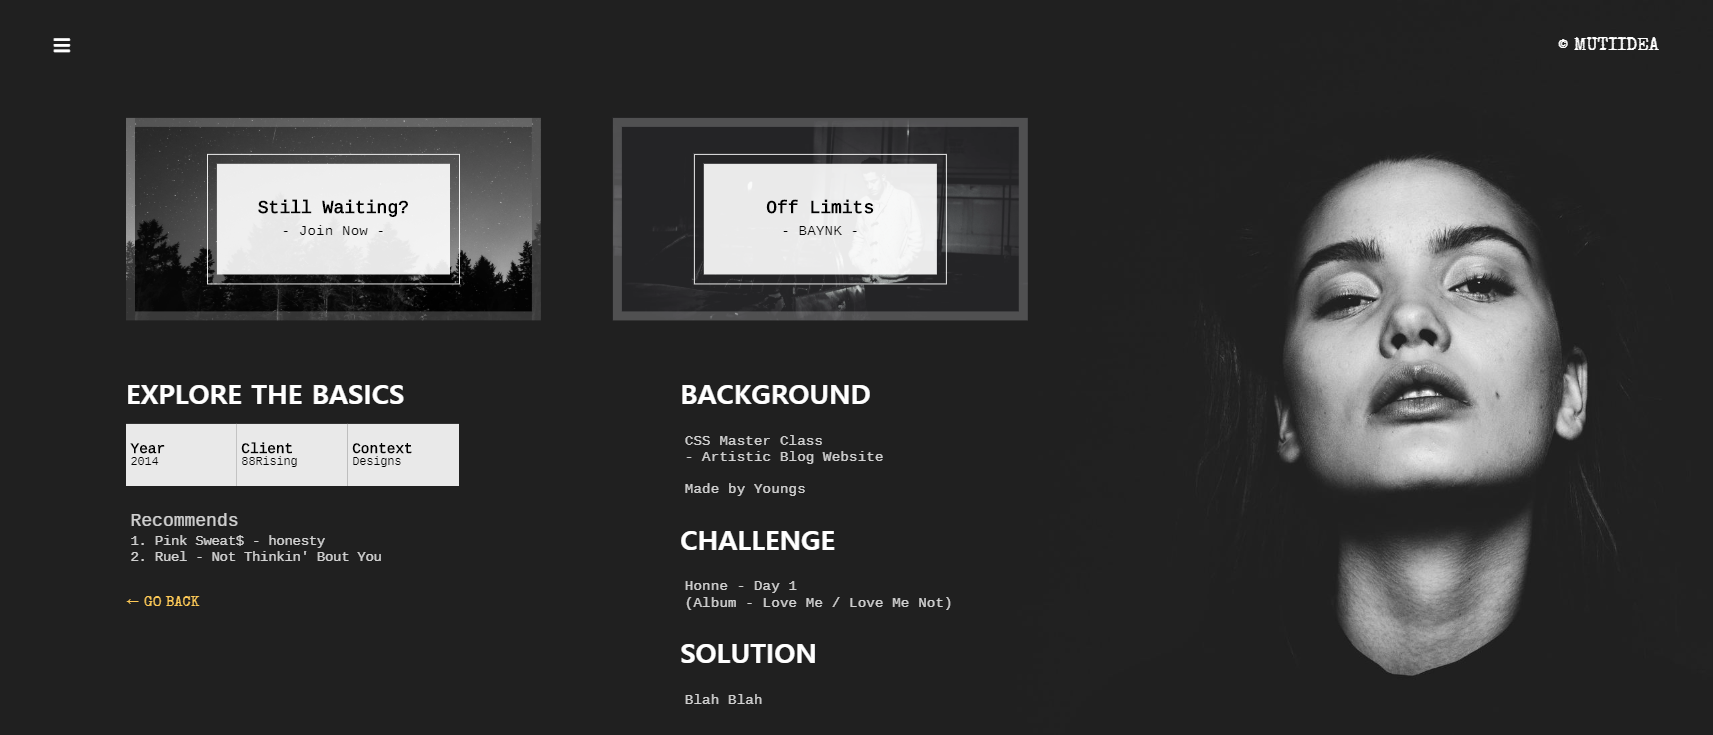 © MUTIIDEA
Still Waiting?
- Join Now -
Off Limits
- BAYNK -
EXPLORE THE BASICS
Year
2014
Client
88Rising
Context
Designs
Recommends
1. Pink Sweat$ - honesty
2. Ruel - Not Thinkin' Bout You
← GO BACK
BACKGROUND
CSS Master Class
- Artistic Blog Website
Made by Youngs
CHALLENGE
Honne - Day 1
(Album - Love Me / Love Me Not)
SOLUTION
Blah Blah